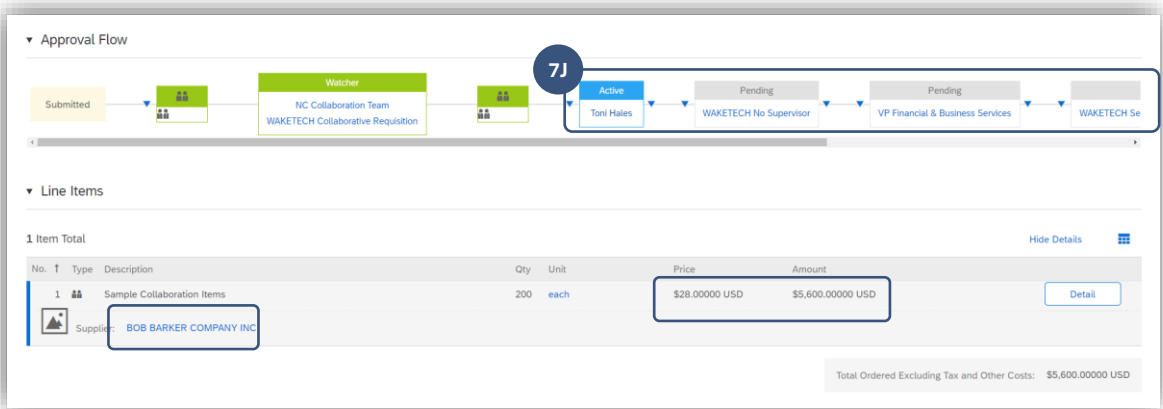 ▾ Approval Flow
7J
Submitted
Watcher
NC Collaboration Team
WAKETECH Collaborative Requisition
Active
Toni Hales
Pending
WAKETECH No Supervisor
Pending
VP Financial & Business Services
WAKETECH Se
▾ Line Items
1 Item Total
Hide Details
No. ↑ Type Description Qty Unit Price Amount
1 Sample Collaboration Items 200 each $28.00000 USD $5,600.00000 USD Detail
Supplier: BOB BARKER COMPANY INC
Total Ordered Excluding Tax and Other Costs: $5,600.00000 USD